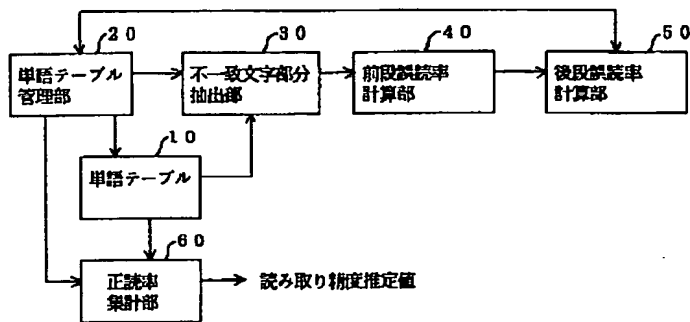 20
30
40
50
単語テーブル
管理部
不一致文字部分
抽出部
前段誤読率
計算部
後段誤読率
計算部
10
単語テーブル
60
正読率
集計部
読み取り精度推定値